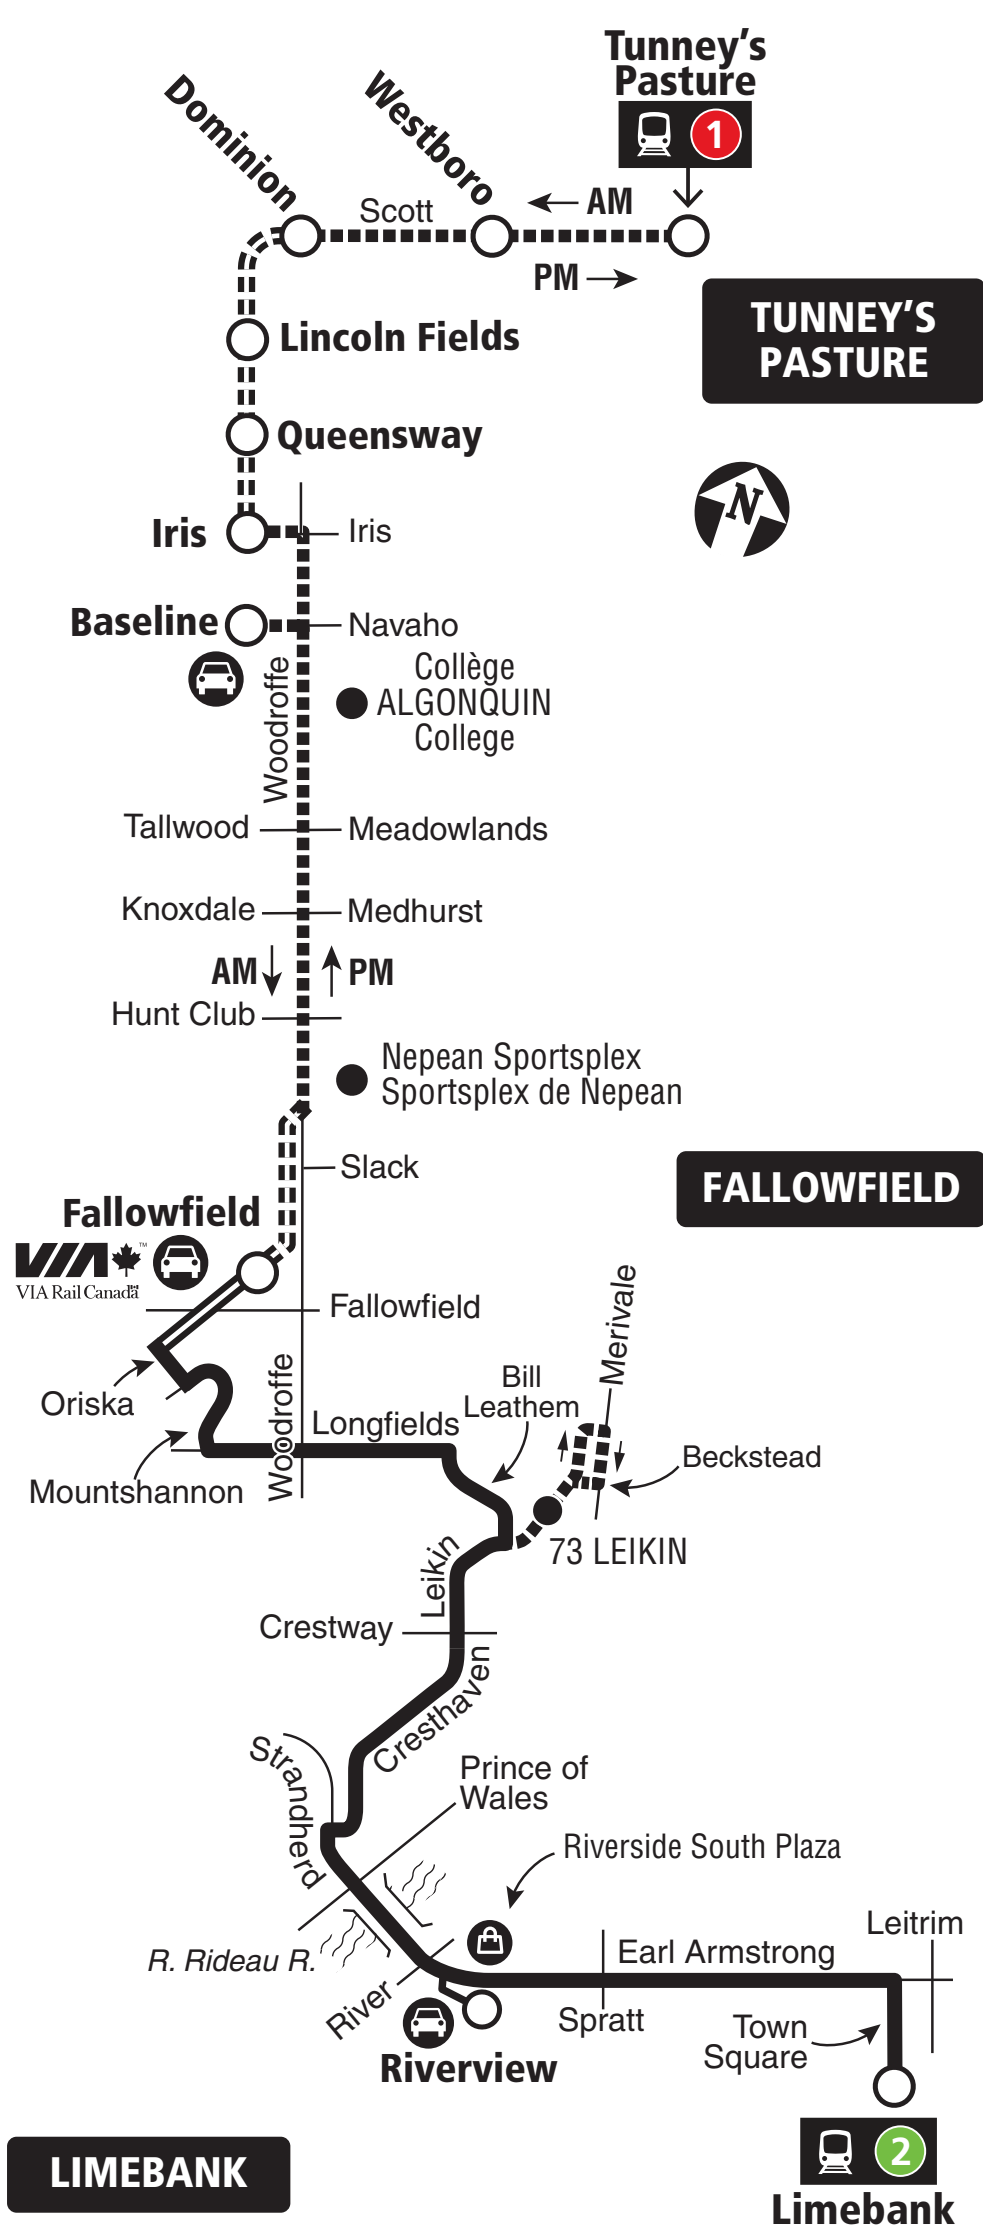 Tunney's
Pasture
1
Dominion
Westboro
Scott
AM
PM
TUNNEY'S
PASTURE
Lincoln Fields
Queensway
N
Iris
Iris
Baseline
Navaho
Collège
ALGONQUIN
College
Woodroffe
Tallwood
Meadowlands
Knoxdale
Medhurst
AM
PM
Hunt Club
Nepean Sportsplex
Sportsplex de Nepean
Slack
FALLOWFIELD
Fallowfield
VIA™
VIA Rail Canada
Fallowfield
Merivale
Oriska
Woodroffe
Bill
Leathem
Longfields
Beckstead
Mountshannon
73 LEIKIN
Leikin
Crestway
Cresthaven
Strandherd
Prince of
Wales
Riverside South Plaza
R. Rideau R.
Leitrim
Earl Armstrong
River
Spratt
Town
Square
Riverview
2
LIMEBANK
Limebank